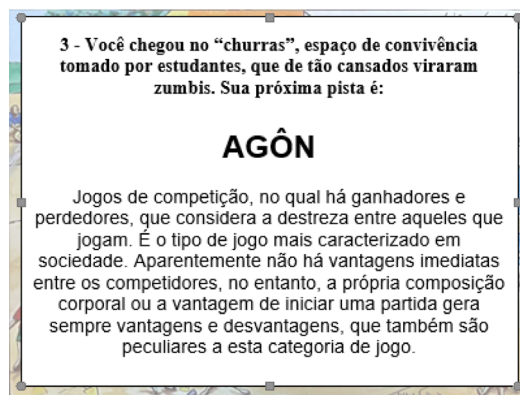 3 - Você chegou no “churras”, espaço de convivência
tomado por estudantes, que de tão cansados viraram
zumbis. Sua próxima pista é:
AGÔN
Jogos de competição, no qual há ganhadores e
perdedores, que considera a destreza entre aqueles que
jogam. É o tipo de jogo mais caracterizado em
sociedade. Aparentemente não há vantagens imediatas
entre os competidores, no entanto, a própria composição
corporal ou a vantagem de iniciar uma partida gera
sempre vantagens e desvantagens, que também são
peculiares a esta categoria de jogo.